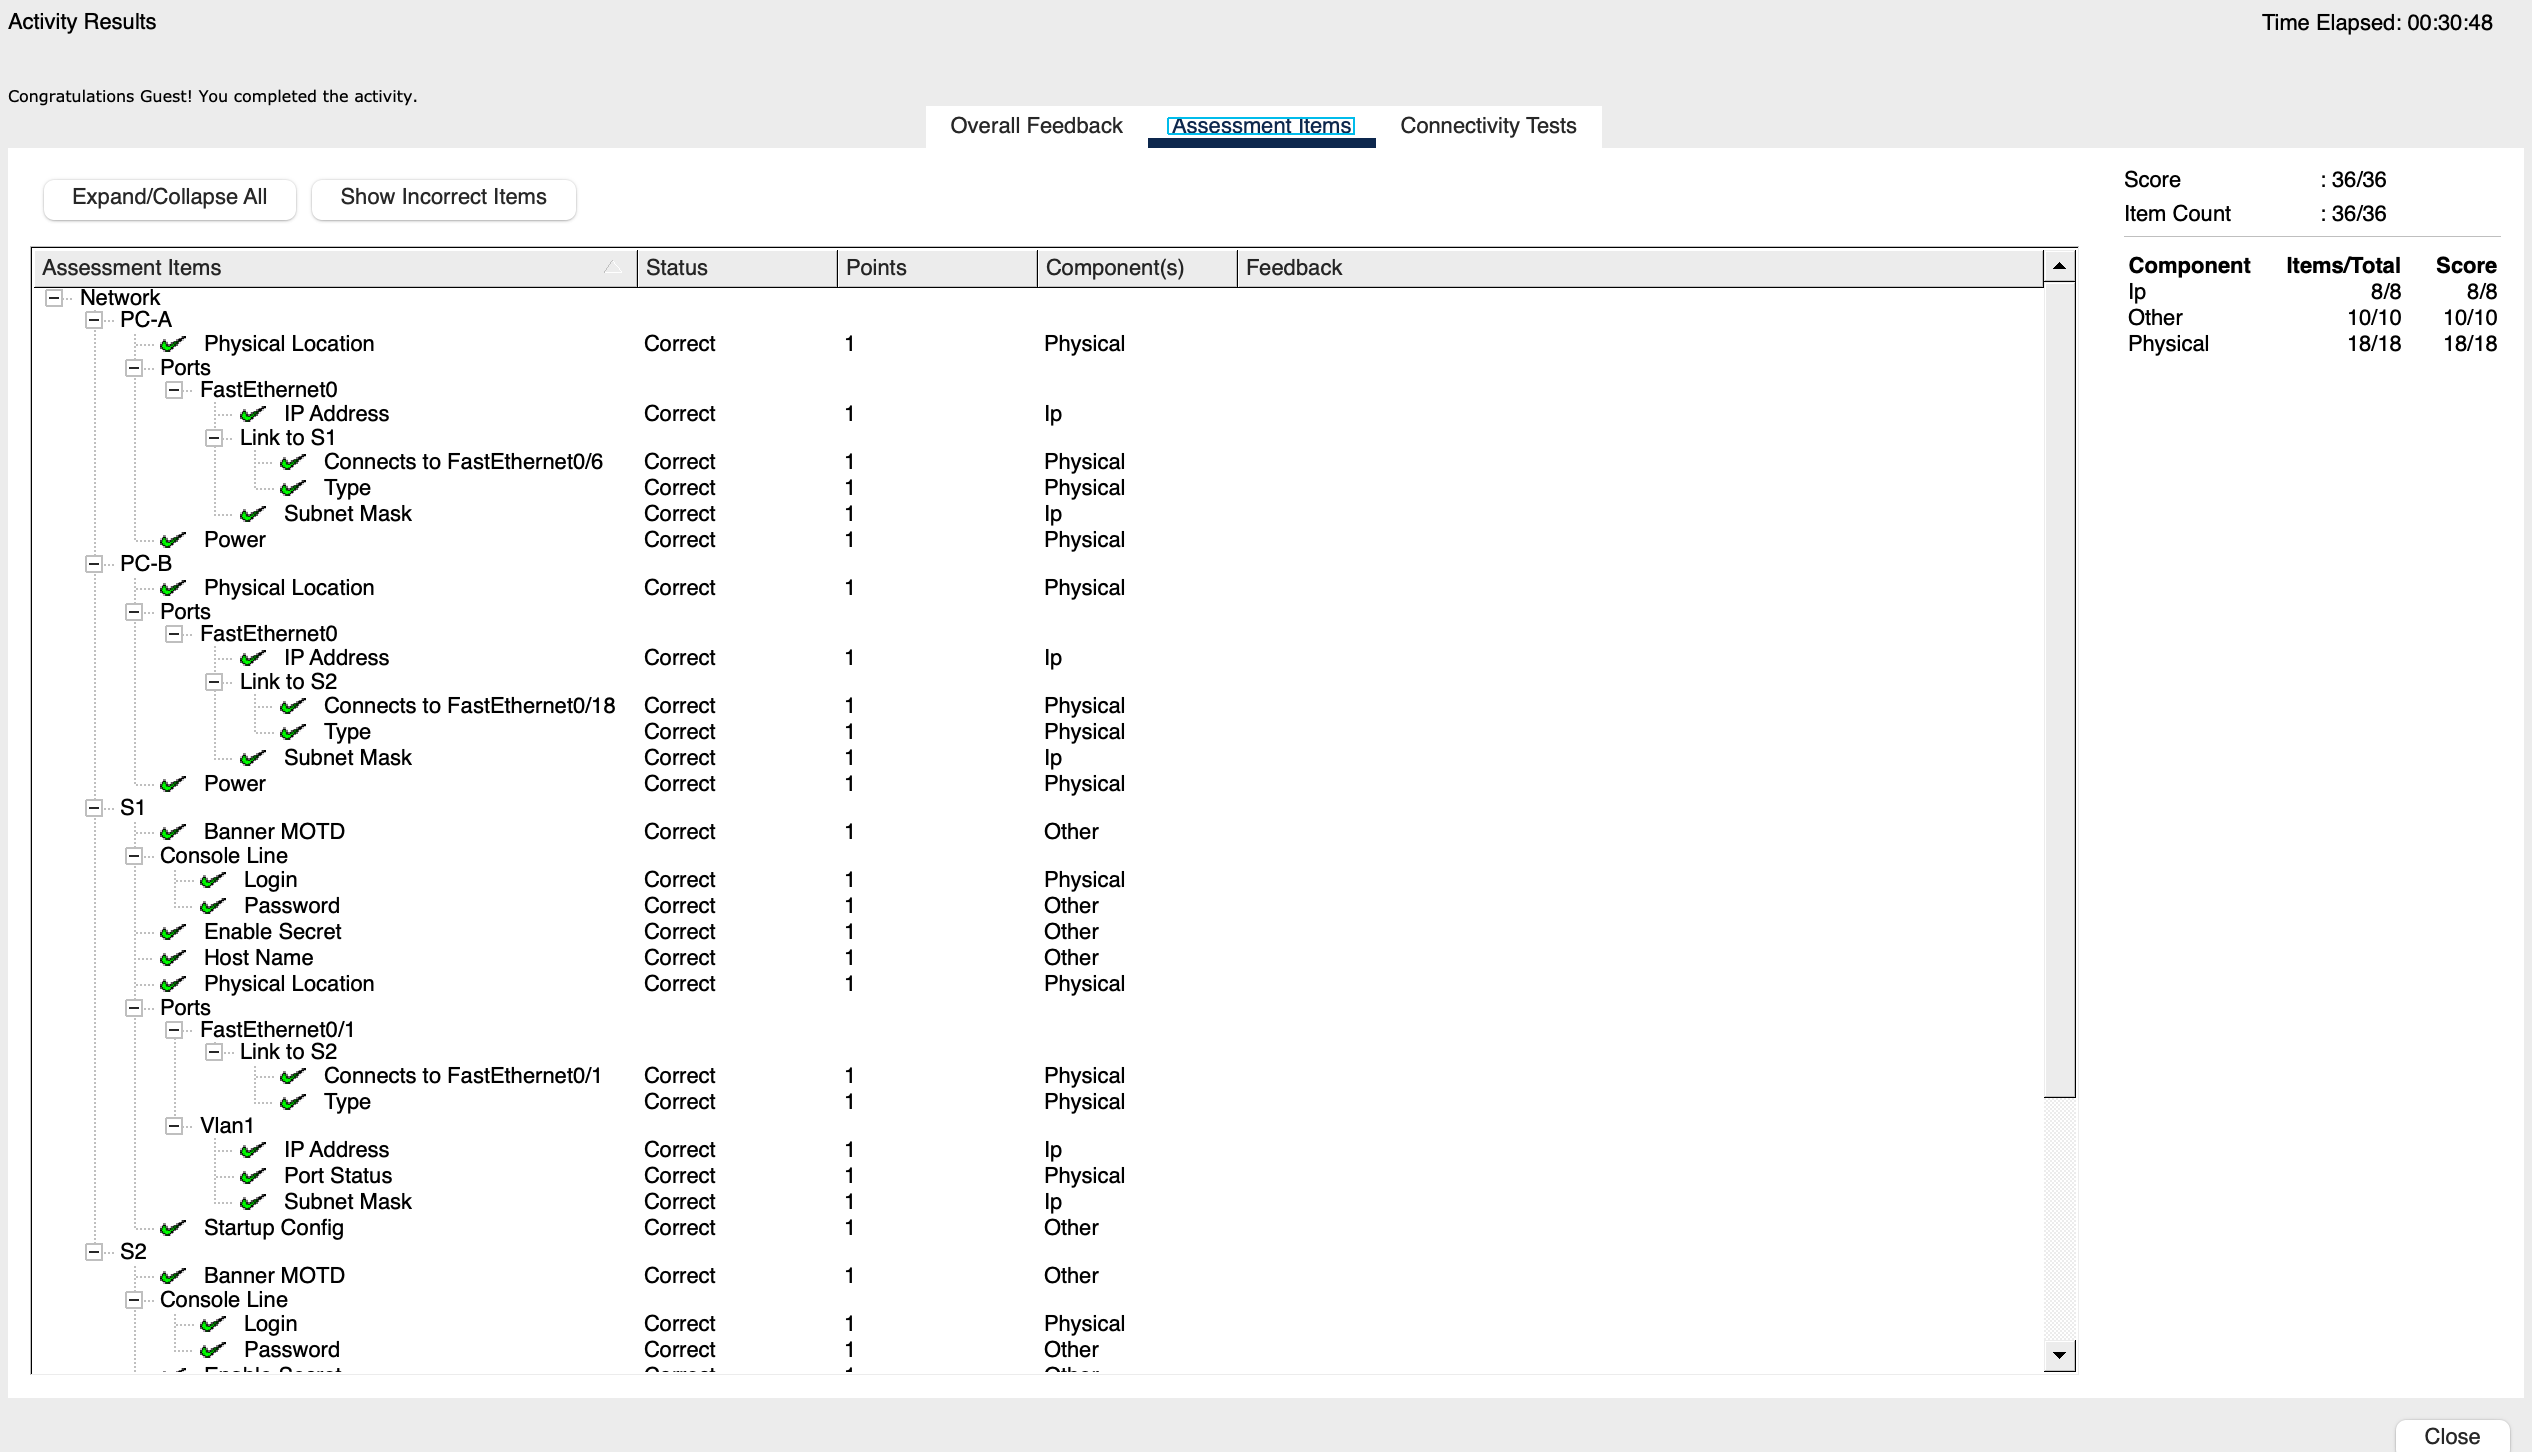 Activity Results
Time Elapsed: 00:30:48
Congratulations Guest! You completed the activity.
Overall Feedback Assessment Items Connectivity Tests
Expand/Collapse All Show Incorrect Items
Score : 36/36
Item Count : 36/36
Component Items/Total Score
Ip 8/8 8/8
Other 10/10 10/10
Physical 18/18 18/18
Assessment Items Status Points Component(s) Feedback
Network
PC-A
Physical Location Correct 1 Physical
Ports
FastEthernet0
IP Address Correct 1 Ip
Link to S1
Connects to FastEthernet0/6 Correct 1 Physical
Type Correct 1 Physical
Subnet Mask Correct 1 Ip
Power Correct 1 Physical
PC-B
Physical Location Correct 1 Physical
Ports
FastEthernet0
IP Address Correct 1 Ip
Link to S2
Connects to FastEthernet0/18 Correct 1 Physical
Type Correct 1 Physical
Subnet Mask Correct 1 Ip
Power Correct 1 Physical
S1
Banner MOTD Correct 1 Other
Console Line
Login Correct 1 Physical
Password Correct 1 Other
Enable Secret Correct 1 Other
Host Name Correct 1 Other
Physical Location Correct 1 Physical
Ports
FastEthernet0/1
Link to S2
Connects to FastEthernet0/1 Correct 1 Physical
Type Correct 1 Physical
Vlan1
IP Address Correct 1 Ip
Port Status Correct 1 Physical
Subnet Mask Correct 1 Ip
Startup Config Correct 1 Other
S2
Banner MOTD Correct 1 Other
Console Line
Login Correct 1 Physical
Password Correct 1 Other
Close